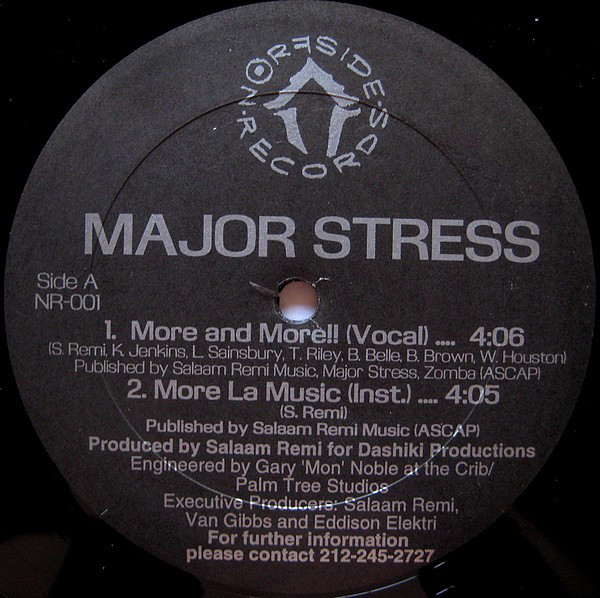 NORFSIDE
RECORDS
MAJOR STRESS
Side A
NR-001
1. More and More!! (Vocal) .... 4:06
(S. Remi, K. Jenkins, L. Sainsbury, T. Riley, B. Belle, B. Brown, W. Houston)
Published by Salaam Remi Music, Major Stress, Zomba (ASCAP)
2. More La Music (Inst.) .... 4:05
(S. Remi)
Published by Salaam Remi Music (ASCAP)
Produced by Salaam Remi for Dashiki Productions
Engineered by Gary 'Mon' Noble at the Crib/
Palm Tree Studios
Executive Producers: Salaam Remi,
Van Gibbs and Eddison Elektri
For further information
please contact 212-245-2727